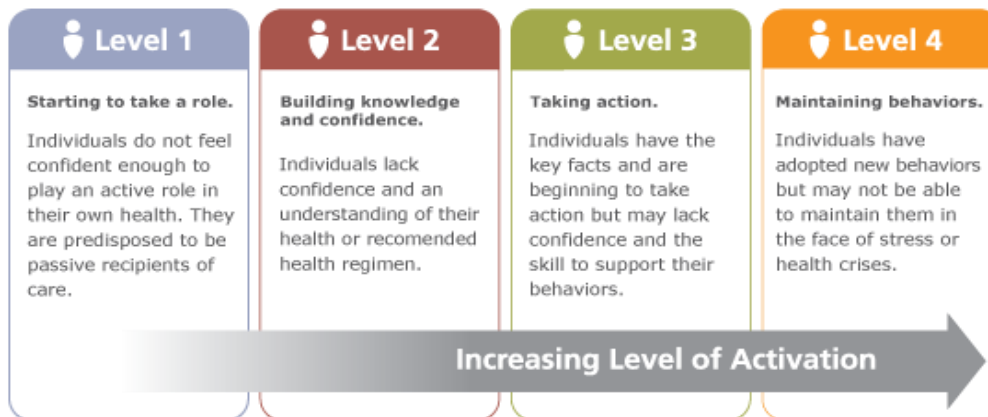 Level 1
Starting to take a role.
Individuals do not feel
confident enough to
play an active role in
their own health. They
are predisposed to be
passive recipients of
care.
Level 2
Building knowledge
and confidence.
Individuals lack
confidence and an
understanding of their
health or recomended
health regimen.
Level 3
Taking action.
Individuals have the
key facts and are
beginning to take
action but may lack
confidence and the
skill to support their
behaviors.
Level 4
Maintaining behaviors.
Individuals have
adopted new behaviors
but may not be able
to maintain them in
the face of stress or
health crises.
Increasing Level of Activation